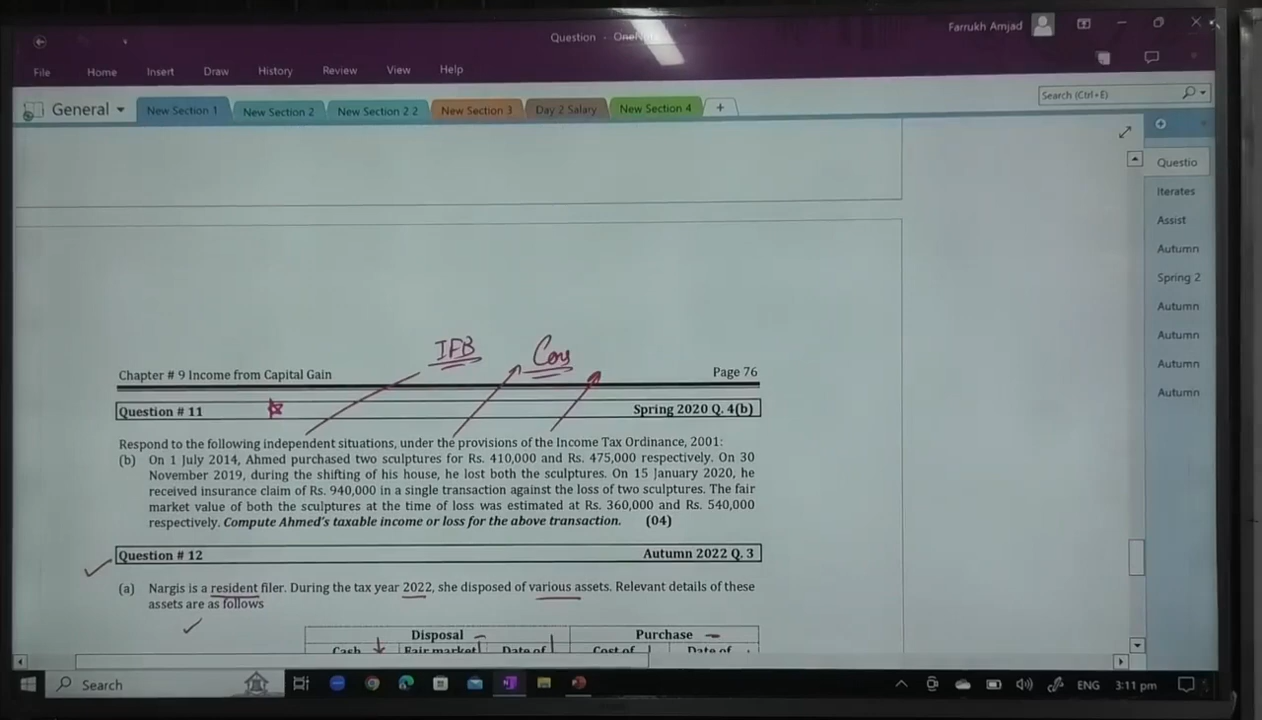 Farrukh Amjad
Question - OneN
File Home Insert Draw History Review View Help
General New Section 1 New Section 2 New Section 2 2 New Section 3 Day 2 Salary New Section 4 +
Search (Ctrl+E)
Questio
Iterates
Assist
Autumn
Spring 2
Autumn
Autumn
Autumn
Autumn
IFB
Chapter # 9 Income from Capital Gain Page 76
Question # 11 Spring 2020 Q. 4(b)
Respond to the following independent situations, under the provisions of the Income Tax Ordinance, 2001:
(b) On 1 July 2014, Ahmed purchased two sculptures for Rs. 410,000 and Rs. 475,000 respectively. On 30
November 2019, during the shifting of his house, he lost both the sculptures. On 15 January 2020, he
received insurance claim of Rs. 940,000 in a single transaction against the loss of two sculptures. The fair
market value of both the sculptures at the time of loss was estimated at Rs. 360,000 and Rs. 540,000
respectively. Compute Ahmed's taxable income or loss for the above transaction. (04)
Question # 12 Autumn 2022 Q. 3
(a) Nargis is a resident filer. During the tax year 2022, she disposed of various assets. Relevant details of these
assets are as follows
Disposal Purchase
Cash Fair market Date of Cost of Date of
Search ENG 3:11 pm